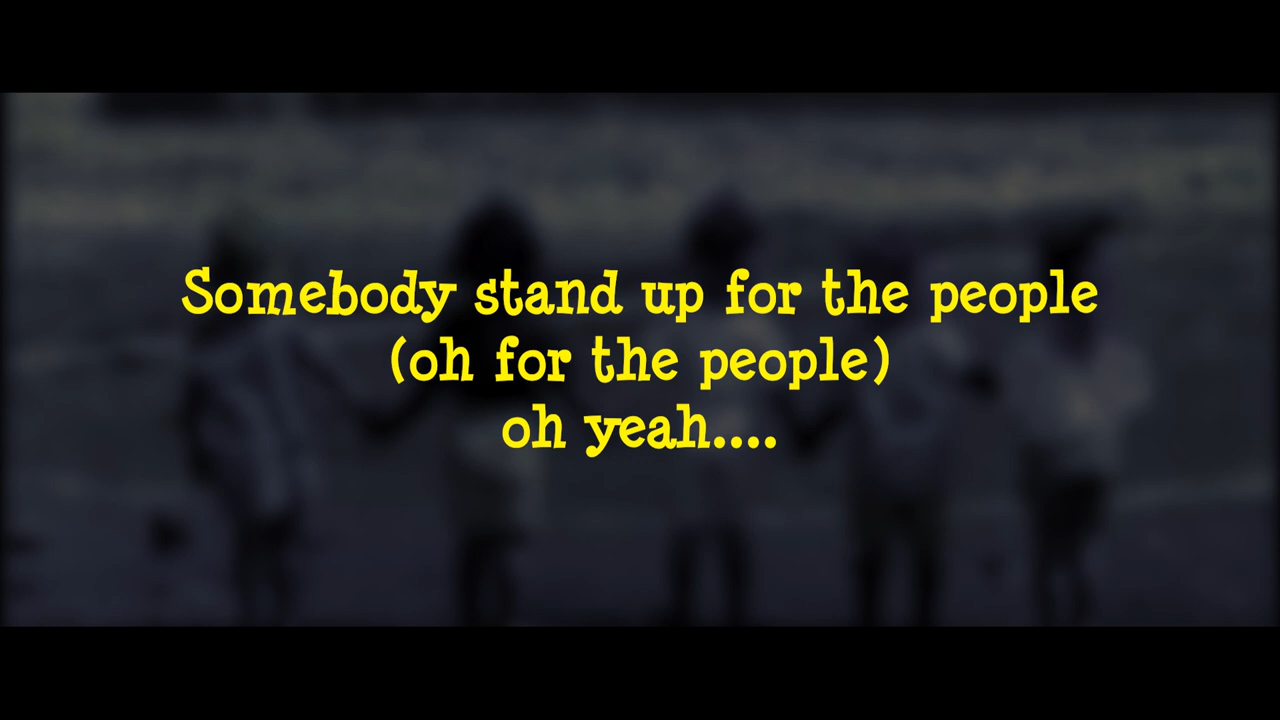 Somebody stand up for the people
(oh for the people)
oh yeah....